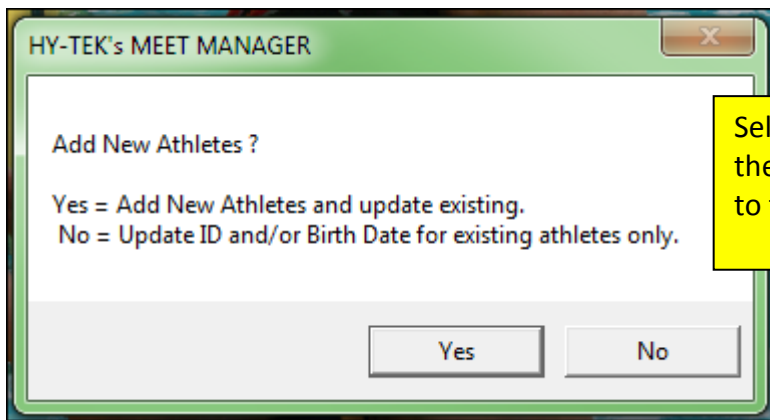 HY-TEK's MEET MANAGER
Add New Athletes ?
Yes = Add New Athletes and update existing.
No = Update ID and/or Birth Date for existing athletes only.
Yes
No
to